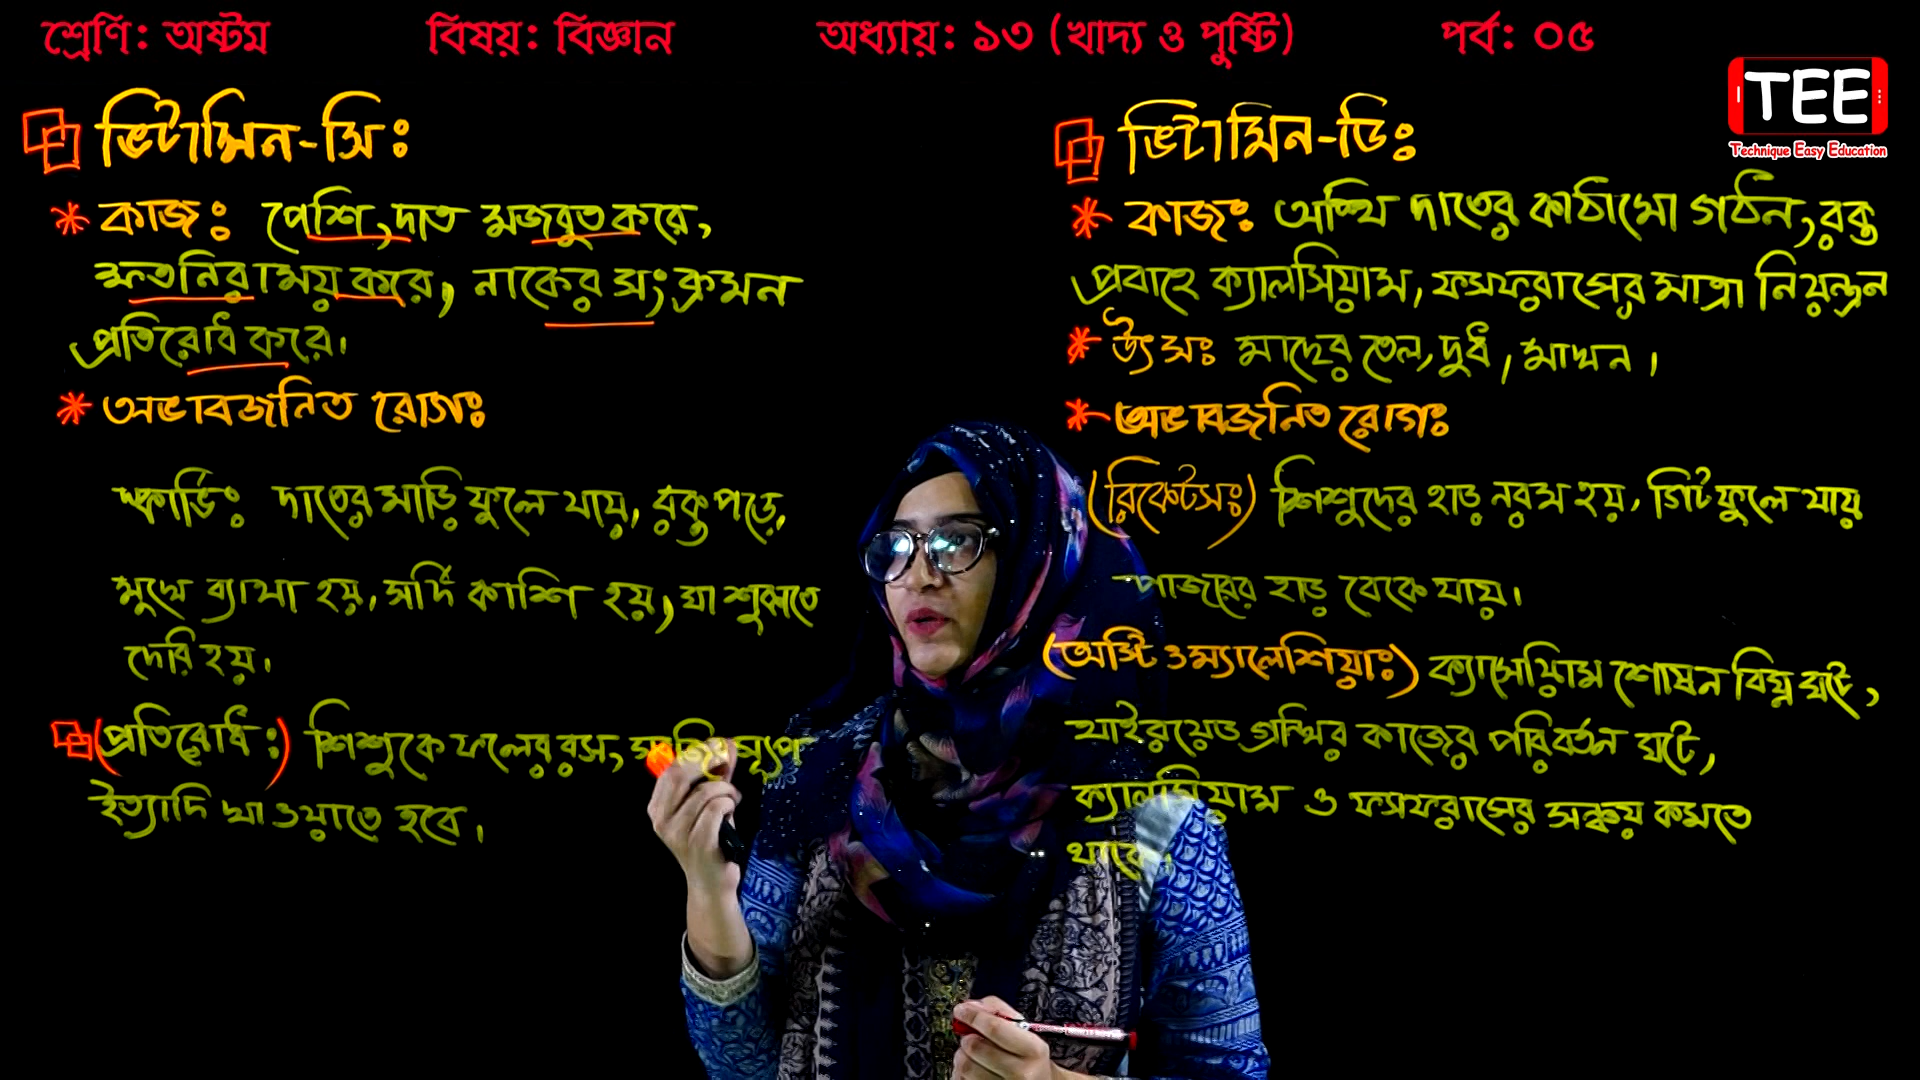 শ্রেণি: অষ্টম বিষয়: বিজ্ঞান অধ্যায়: ১৩ (খাদ্য ও পুষ্টি) পর্ব: ০৫
TEE
Technique Easy Education
ভিটামিন-সিঃ
* কাজঃ পেশি, দাত মজবুত করে,
ক্ষতনিরাময় করে, নাকের সংক্রমন
প্রতিরোধ করে।
* অভাবজনিত রোগঃ
স্কার্ভিঃ দাতের মাড়ি ফুলে যায়, রক্ত পড়ে,
মুখে ব্যাথা হয়, সর্দি কাশি হয়, ঘা শুকাতে
দেরি হয়।
(প্রতিরোধঃ) শিশুকে ফলের রস, সবজির স্যুপ
ইত্যাদি খাওয়াতে হবে।
ভিটামিন-ডিঃ
* কাজঃ অস্থি দাতের কাঠামো গঠন, রক্ত
প্রবাহে ক্যালসিয়াম, ফসফরাসের মাত্রা নিয়ন্ত্রন
* উৎসঃ মাছের তেল, দুধ, মাখন।
* অভাবজনিত রোগঃ
(রিকেটসঃ) শিশুদের হাড় নরম হয়, গিট ফুলে যায়
পাজরের হাড় বেকে যায়।
(অস্টিওম্যালেশিয়াঃ) শোষন বিঘ্ন ঘটে,
থাইরয়েড গ্রন্থির কাজের পরিবর্তন ঘটে,
ক্যালসিয়াম ও ফসফরাসের সঞ্চয় কমতে
থাকে।